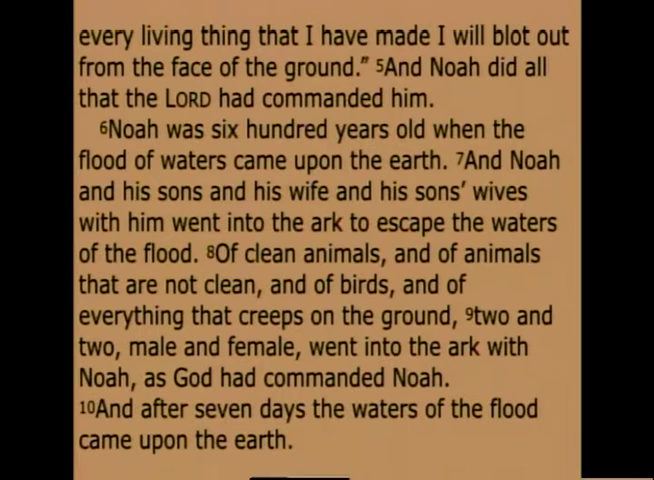 every living thing that I have made I will blot out
from the face of the ground.” 5And Noah did all
that the LORD had commanded him.
6Noah was six hundred years old when the
flood of waters came upon the earth. 7And Noah
and his sons and his wife and his sons’ wives
with him went into the ark to escape the waters
of the flood. 8Of clean animals, and of animals
that are not clean, and of birds, and of
everything that creeps on the ground, 9two and
two, male and female, went into the ark with
Noah, as God had commanded Noah.
10And after seven days the waters of the flood
came upon the earth.